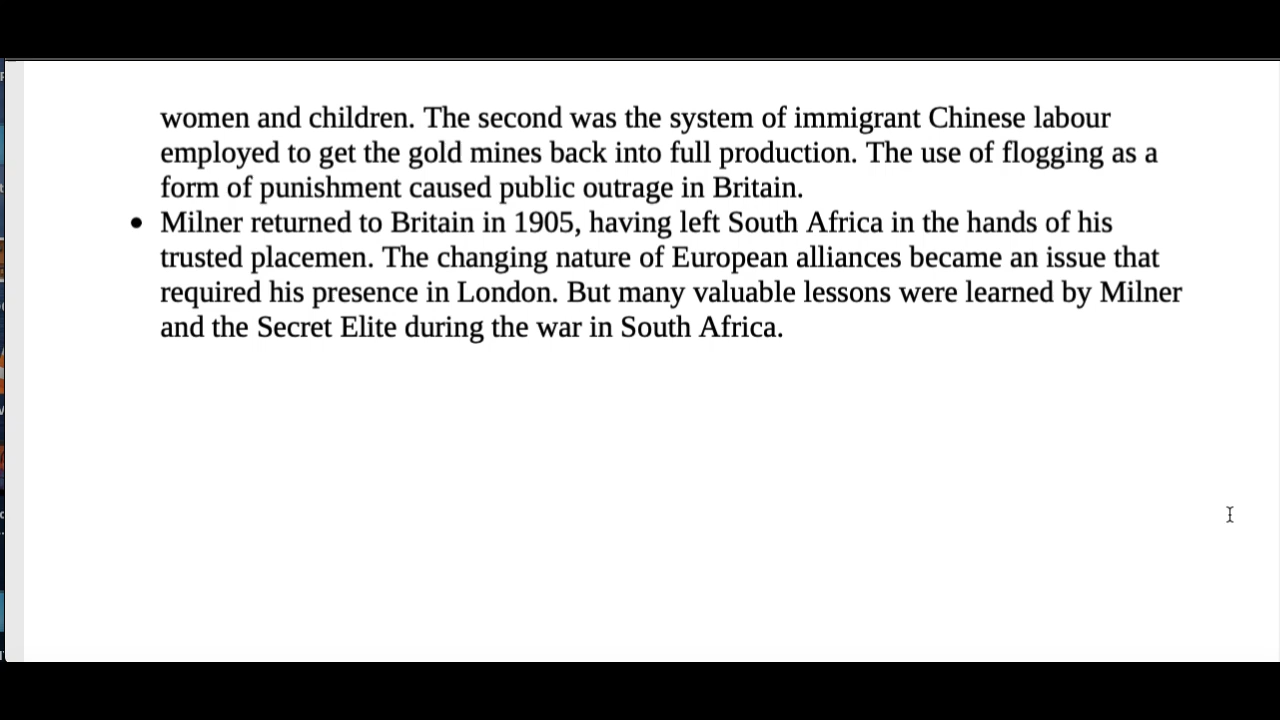 women and children. The second was the system of immigrant Chinese labour
employed to get the gold mines back into full production. The use of flogging as a
form of punishment caused public outrage in Britain.
• Milner returned to Britain in 1905, having left South Africa in the hands of his
trusted placemen. The changing nature of European alliances became an issue that
required his presence in London. But many valuable lessons were learned by Milner
and the Secret Elite during the war in South Africa.